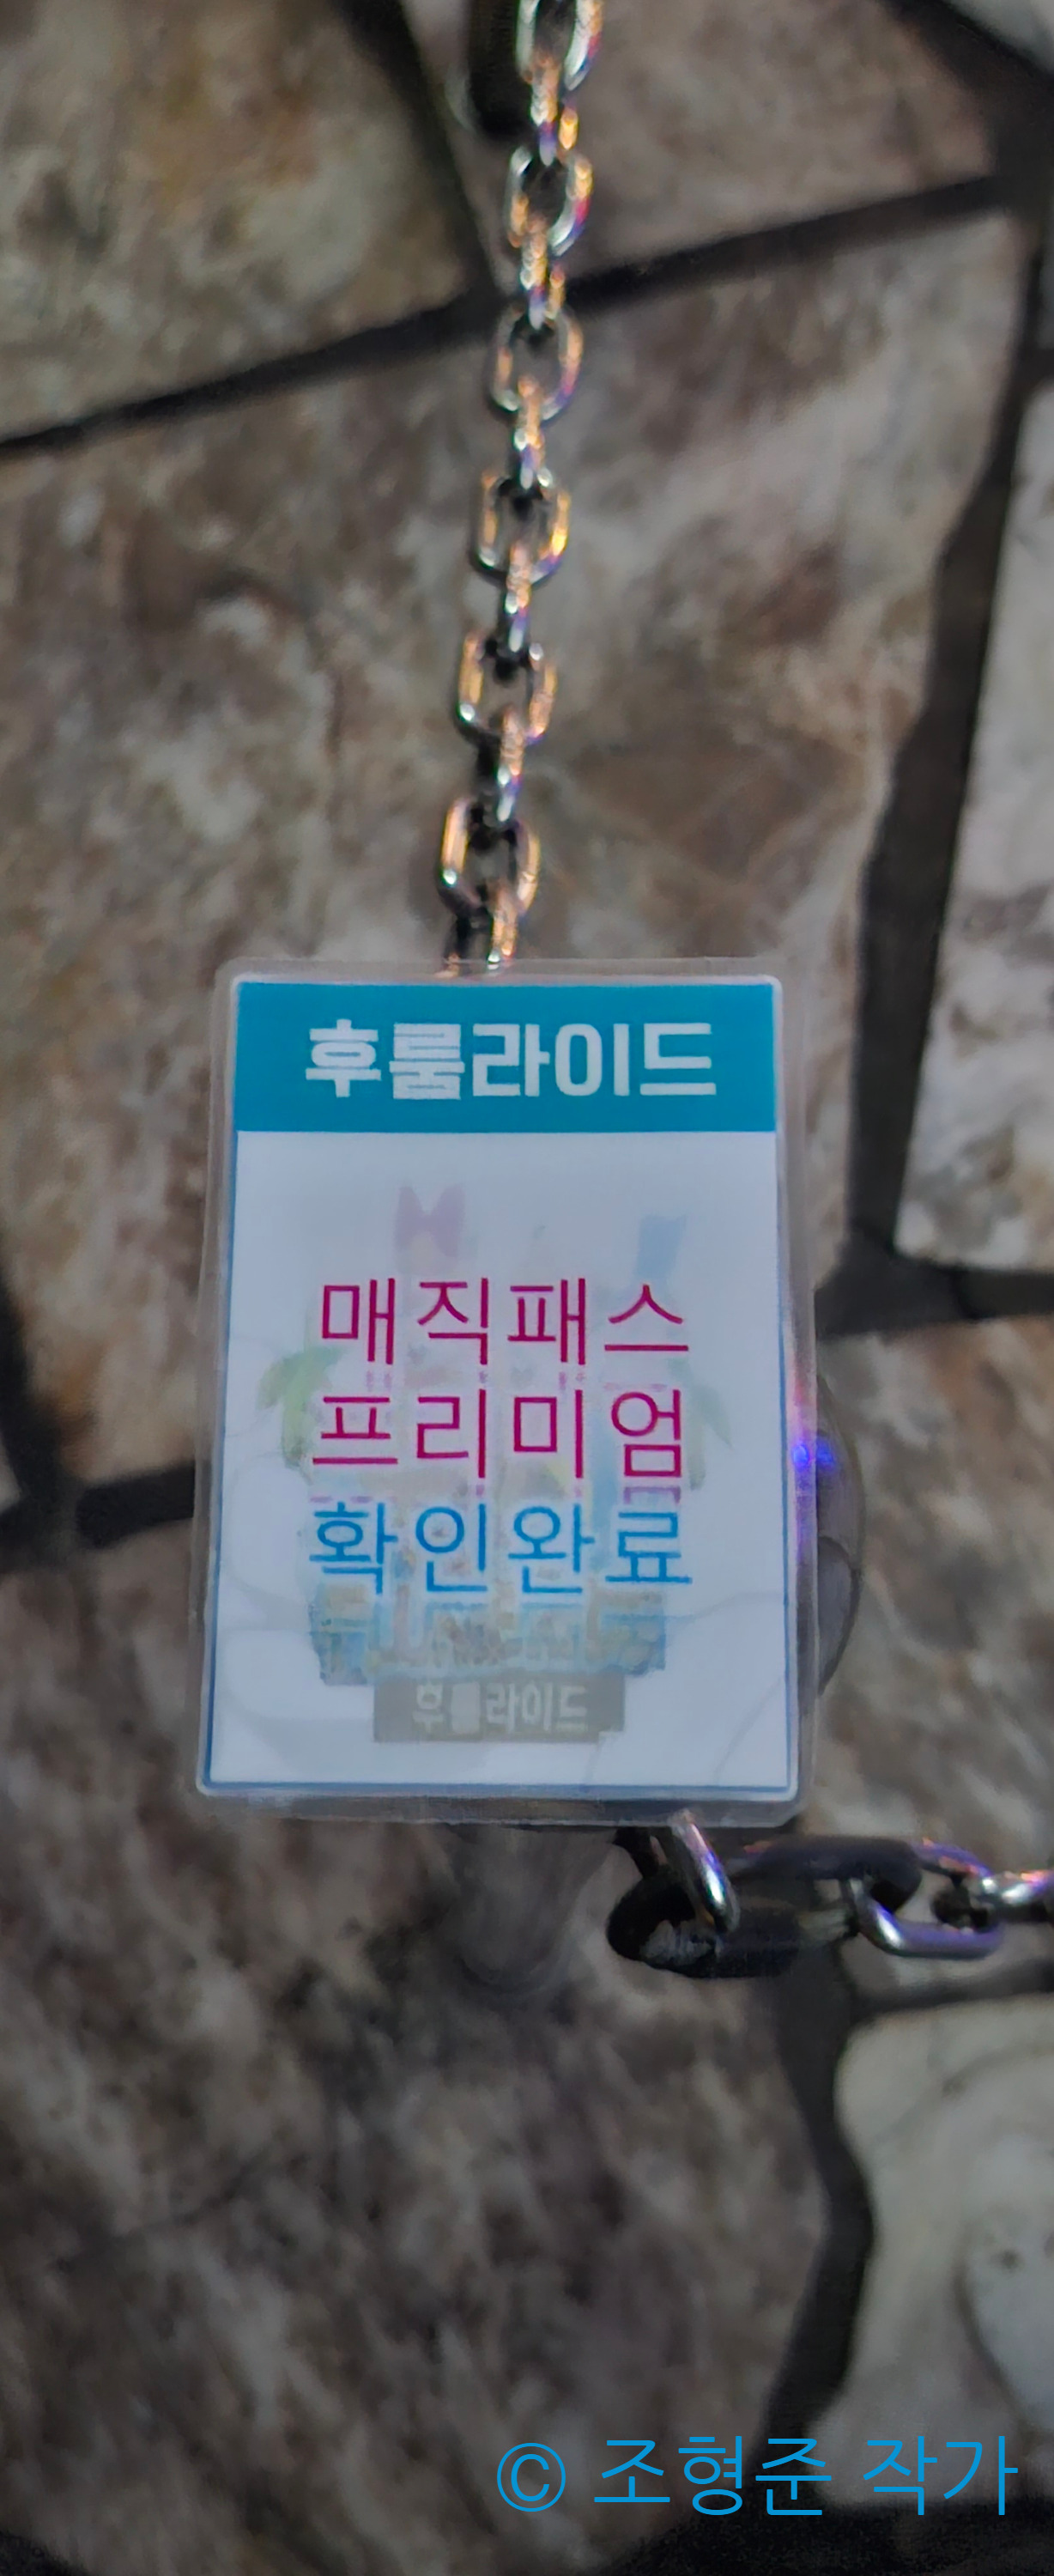 후룸라이드
매직패스
프리미엄
확인완료
후룸라이드
© 조형준 작가